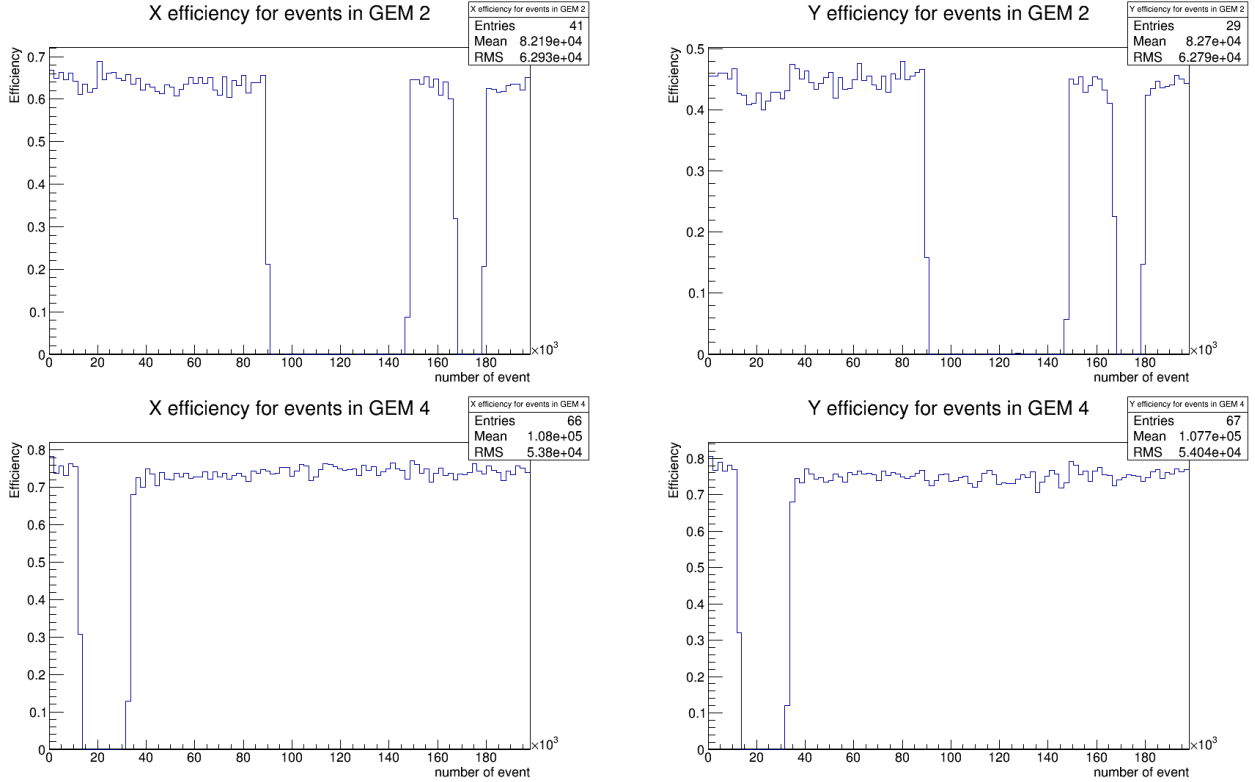 X efficiency for events in GEM 2
X efficiency for events in GEM 2
Entries 41
Mean 8.219e+04
RMS 6.293e+04
Efficiency
0.7
0.6
0.5
0.4
0.3
0.2
0.1
0
0 20 40 60 80 100 120 140 160 180
×10³
number of event
Y efficiency for events in GEM 2
Y efficiency for events in GEM 2
Entries 29
Mean 8.27e+04
RMS 6.279e+04
Efficiency
0.5
0.4
0.3
0.2
0.1
0
0 20 40 60 80 100 120 140 160 180
×10³
number of event
X efficiency for events in GEM 4
X efficiency for events in GEM 4
Entries 66
Mean 1.08e+05
RMS 5.38e+04
Efficiency
0.8
0.7
0.6
0.5
0.4
0.3
0.2
0.1
0
0 20 40 60 80 100 120 140 160 180
×10³
number of event
Y efficiency for events in GEM 4
Y efficiency for events in GEM 4
Entries 67
Mean 1.077e+05
RMS 5.404e+04
Efficiency
0.8
0.7
0.6
0.5
0.4
0.3
0.2
0.1
0
0 20 40 60 80 100 120 140 160 180
×10³
number of event